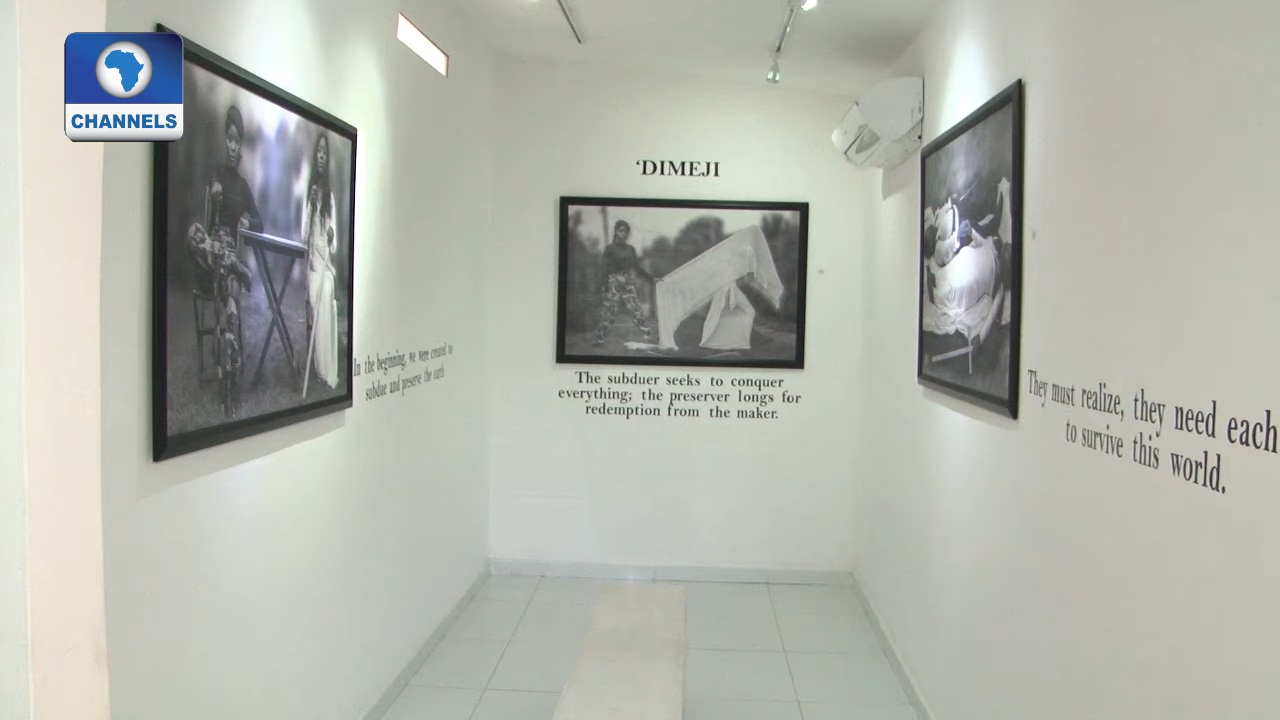 CHANNELS
In the beginning, we were created to
subdue and preserve the earth
‘DIMEJI
The subduer seeks to conquer
everything; the preserver longs for
redemption from the maker.
They must realize, they need each
to survive this world.